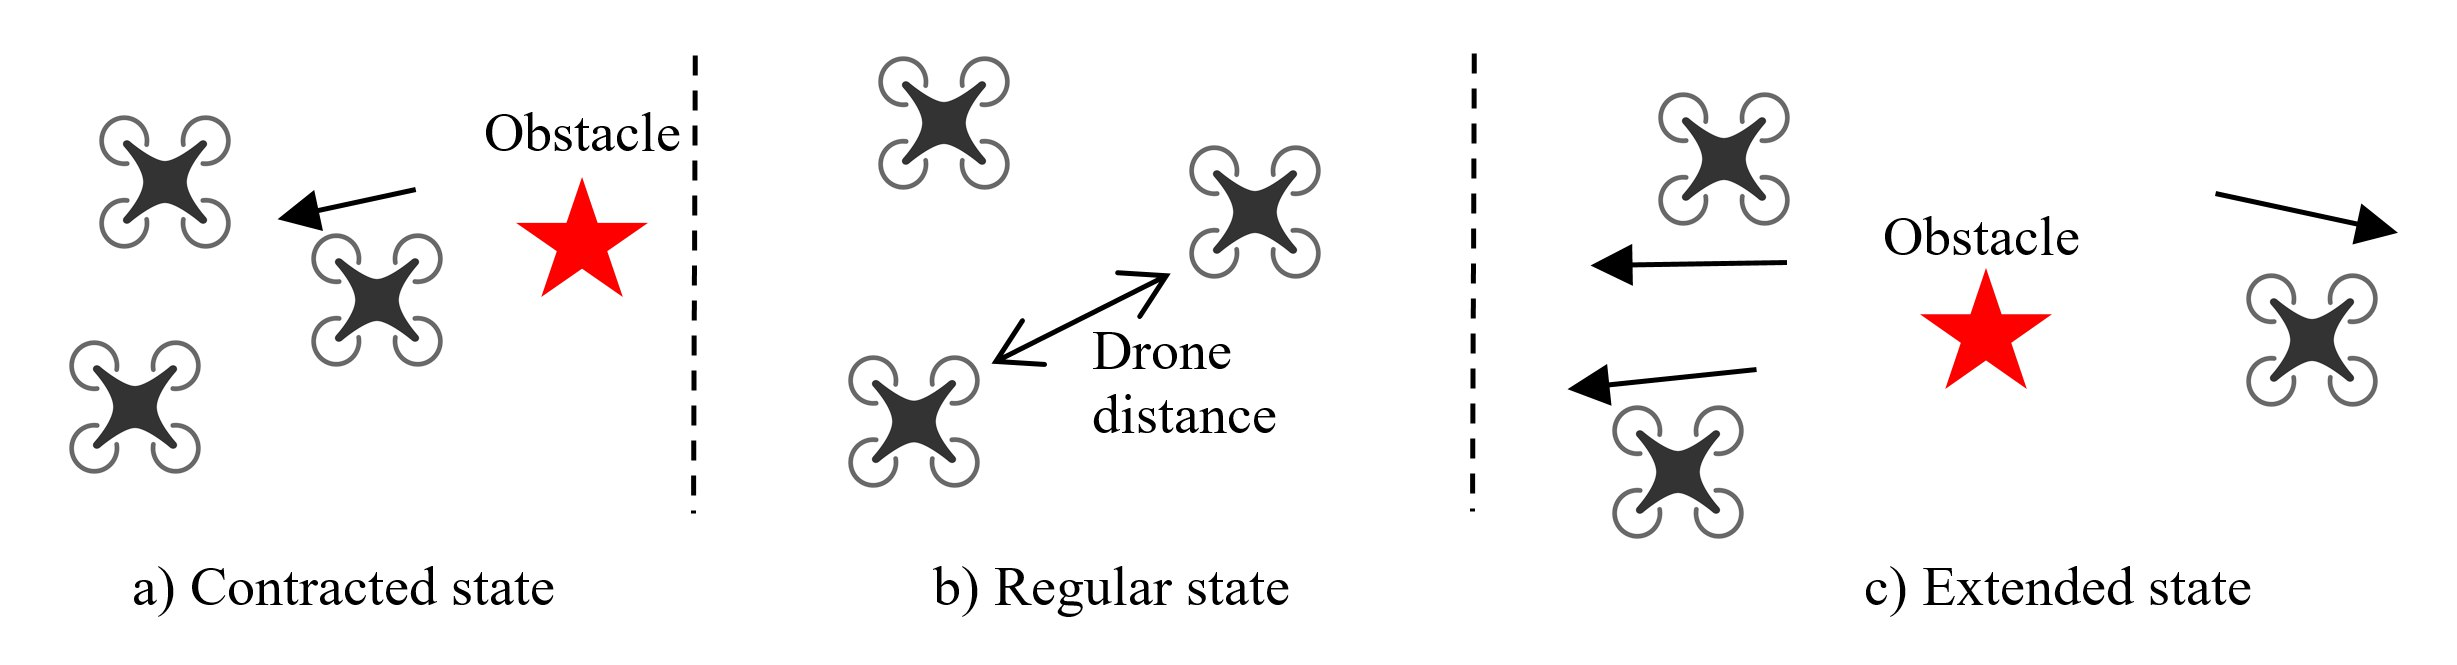 Obstacle
a) Contracted state
Drone
distance
b) Regular state
Obstacle
c) Extended state